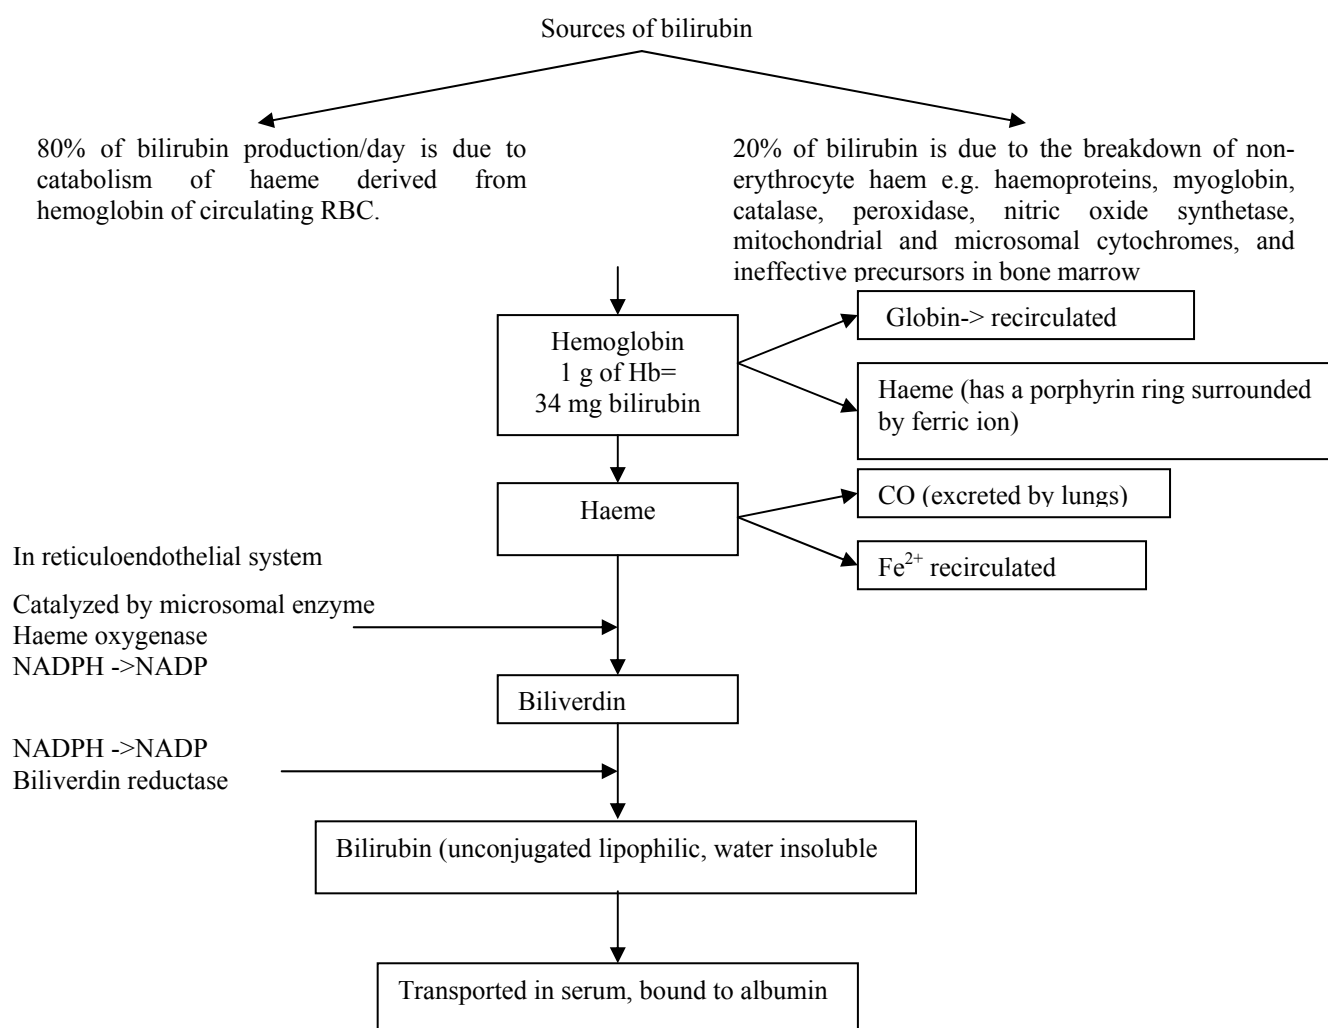 Sources of bilirubin
80% of bilirubin production/day is due to
catabolism of haeme derived from
hemoglobin of circulating RBC.
20% of bilirubin is due to the breakdown of non-
erythrocyte haem e.g. haemoproteins, myoglobin,
catalase, peroxidase, nitric oxide synthetase,
mitochondrial and microsomal cytochromes, and
ineffective precursors in bone marrow
Hemoglobin
1 g of Hb=
34 mg bilirubin
Globin-> recirculated
Haeme (has a porphyrin ring surrounded
by ferric ion)
Haeme
CO (excreted by lungs)
Fe²⁺ recirculated
In reticuloendothelial system
Catalyzed by microsomal enzyme
Haeme oxygenase
NADPH ->NADP
Biliverdin
NADPH ->NADP
Biliverdin reductase
Bilirubin (unconjugated lipophilic, water insoluble
Transported in serum, bound to albumin